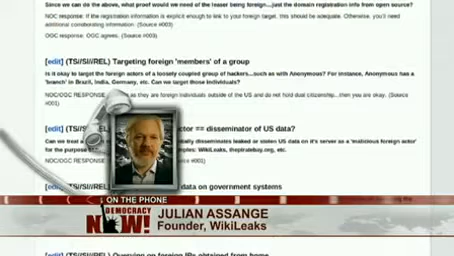 Since we can do the above, what proof would we need of the leaser being foreign...just the domain registration info from open source?
NOC response: If the registration information is explicit enough to link to your foreign target, this should be adequate. Otherwise, you'll need
additional corroborating information. (Source #003)
OGC response: OGC agrees. (Source #003)
[edit] (TS//SI//REL) Targeting foreign 'members' of a group
Is it okay to target the foreign actors of a loosely coupled group of hackers...such as with Anonymous? For instance, Anonymous has a
'branch' in Brazil, India, Germany, etc. Can we target those individuals?
NOC/OGC RESPONSE as they are foreign individuals outside of the US and do not hold dual citizenship...then you are okay. (Source
#001)
[edit] (TS//SI//REL) actor == disseminator of US data?
Can we treat a disseminates leaked or stolen US data on it's server as a 'malicious foreign actor'
for the purpose WikiLeaks, thepiratebay.org, etc.
NOC/OGC RESPONSE #001)
[edit] (TS//SI data on government systems
ON THE PHONE
DEMOCRACY
NOW!
JULIAN ASSANGE
Founder, WikiLeaks
[edit] (TS//SI//REL) Querying on foreign IPs obtained from home